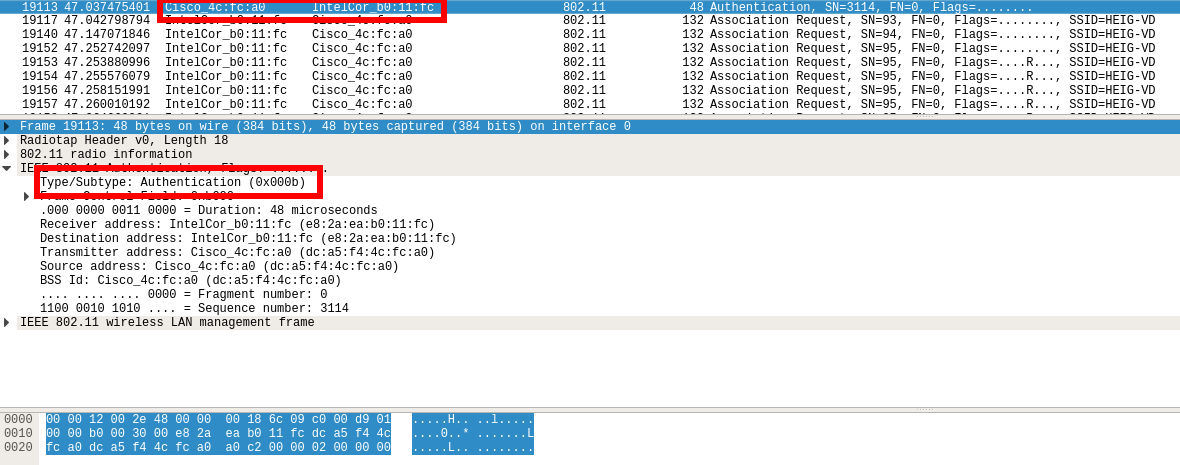 19113 47.037475401 Cisco_4c:fc:a0 IntelCor_b0:11:fc 802.11 48 Authentication, SN=3114, FN=0, Flags=........
19117 47.042798794 IntelCor_b0:11:fc Cisco_4c:fc:a0 802.11 132 Association Request, SN=93, FN=0, Flags=........, SSID=HEIG-VD
19140 47.147071846 IntelCor_b0:11:fc Cisco_4c:fc:a0 802.11 132 Association Request, SN=94, FN=0, Flags=........, SSID=HEIG-VD
19152 47.252742097 IntelCor_b0:11:fc Cisco_4c:fc:a0 802.11 132 Association Request, SN=95, FN=0, Flags=........, SSID=HEIG-VD
19153 47.253880996 IntelCor_b0:11:fc Cisco_4c:fc:a0 802.11 132 Association Request, SN=95, FN=0, Flags=....R..., SSID=HEIG-VD
19154 47.255576079 IntelCor_b0:11:fc Cisco_4c:fc:a0 802.11 132 Association Request, SN=95, FN=0, Flags=....R..., SSID=HEIG-VD
19156 47.258151991 IntelCor_b0:11:fc Cisco_4c:fc:a0 802.11 132 Association Request, SN=95, FN=0, Flags=....R..., SSID=HEIG-VD
19157 47.260010192 IntelCor_b0:11:fc Cisco_4c:fc:a0 802.11 132 Association Request, SN=95, FN=0, Flags=....R..., SSID=HEIG-VD
Frame 19113: 48 bytes on wire (384 bits), 48 bytes captured (384 bits) on interface 0
Radiotap Header v0, Length 18
802.11 radio information
IEEE 802.11 Authentication, Flags: ........
Type/Subtype: Authentication (0x000b)
Frame Control Field: 0xb000
.000 0000 0011 0000 = Duration: 48 microseconds
Receiver address: IntelCor_b0:11:fc (e8:2a:ea:b0:11:fc)
Destination address: IntelCor_b0:11:fc (e8:2a:ea:b0:11:fc)
Transmitter address: Cisco_4c:fc:a0 (dc:a5:f4:4c:fc:a0)
Source address: Cisco_4c:fc:a0 (dc:a5:f4:4c:fc:a0)
BSS Id: Cisco_4c:fc:a0 (dc:a5:f4:4c:fc:a0)
.... .... .... 0000 = Fragment number: 0
1100 0010 1010 .... = Sequence number: 3114
IEEE 802.11 wireless LAN management frame
0000 00 00 12 00 2e 48 00 00 00 18 6c 09 c0 00 d9 01 .....H.. ..l.....
0010 00 00 b0 00 30 00 e8 2a ea b0 11 fc dc a5 f4 4c ....0..* .......L
0020 fc a0 dc a5 f4 4c fc a0 a0 c2 00 00 02 00 00 00 .....L.. ........